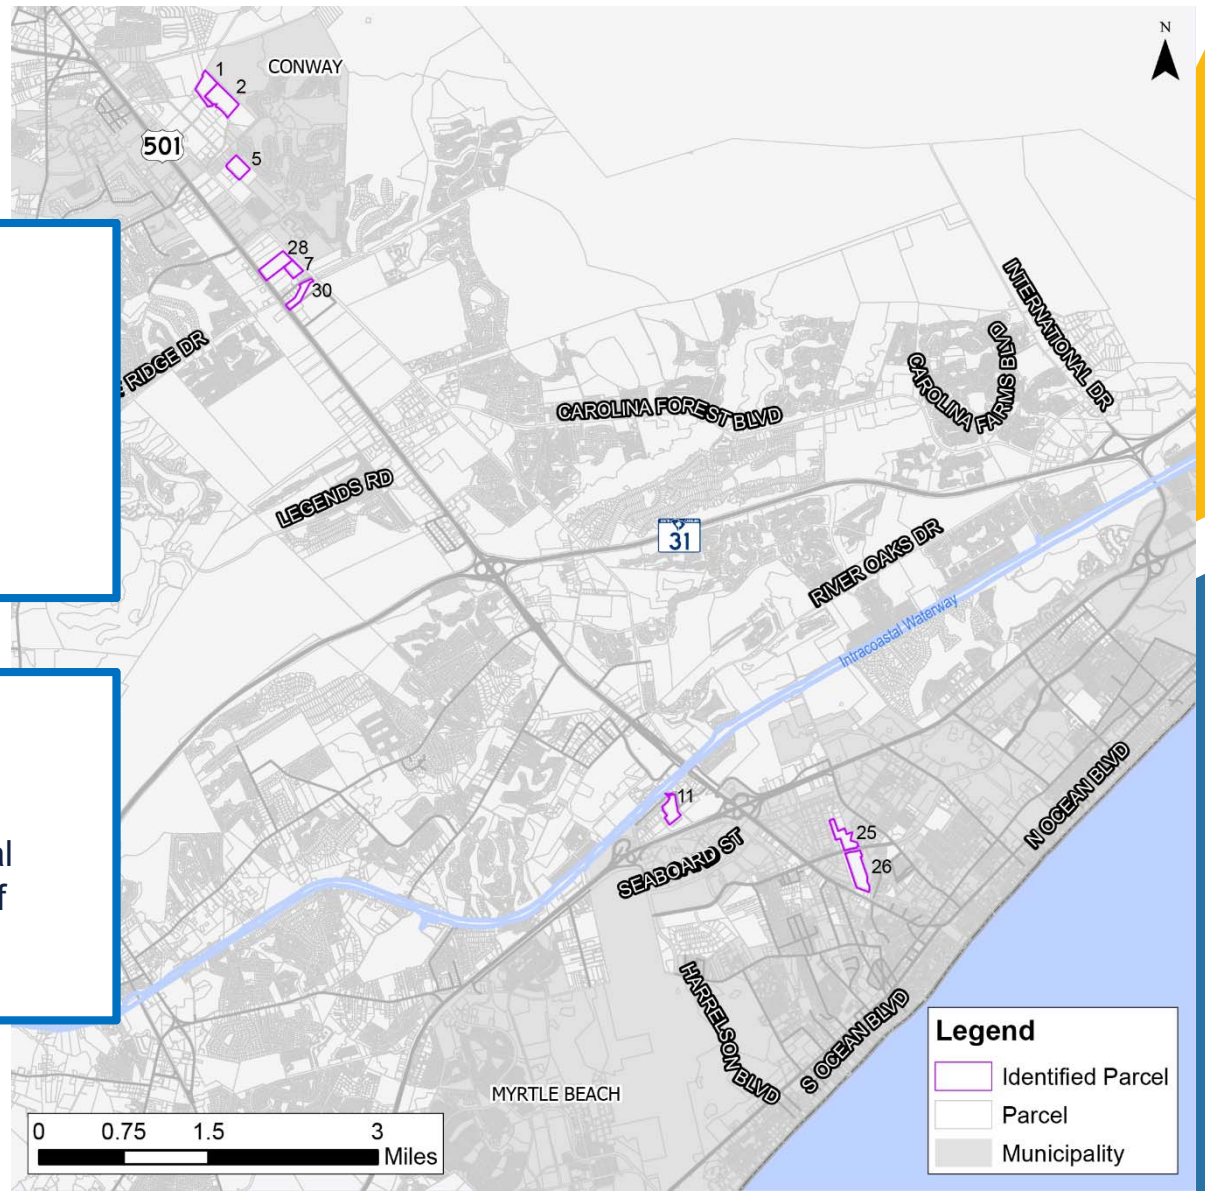 N
CONWAY
1
2
501
5
28
7
30
INTERNATIONAL DR
CAROLINA FARMS BLVD
E RIDGE DR
CAROLINA FOREST BLVD
LEGENDS RD
31
RIVER OAKS DR
Intracoastal Waterway
11
25
26
N OCEAN BLVD
SEABOARD ST
al
f
HARRELSON BLVD
S OCEAN BLVD
MYRTLE BEACH
Legend
Identified Parcel
Parcel
Municipality
0 0.75 1.5 3
Miles